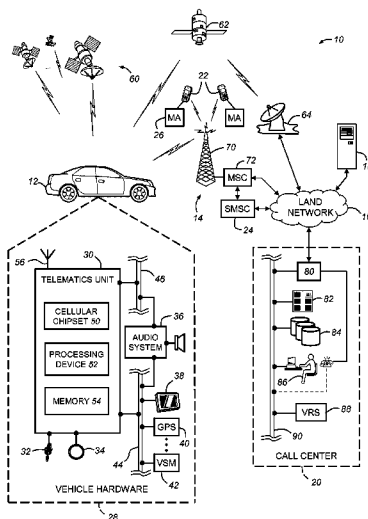 10
62
60
22
MA
MA
26
64
70
12
72
MSC
14
SMSC
24
LAND
NETWORK
56
30
TELEMATICS UNIT
46
36
CELLULAR
CHIPSET 50
AUDIO
SYSTEM
PROCESSING
DEVICE 52
38
MEMORY 54
GPS
40
32
34
44
VSM
42
VEHICLE HARDWARE
28
80
82
84
86
VRS
88
90
CALL CENTER
20